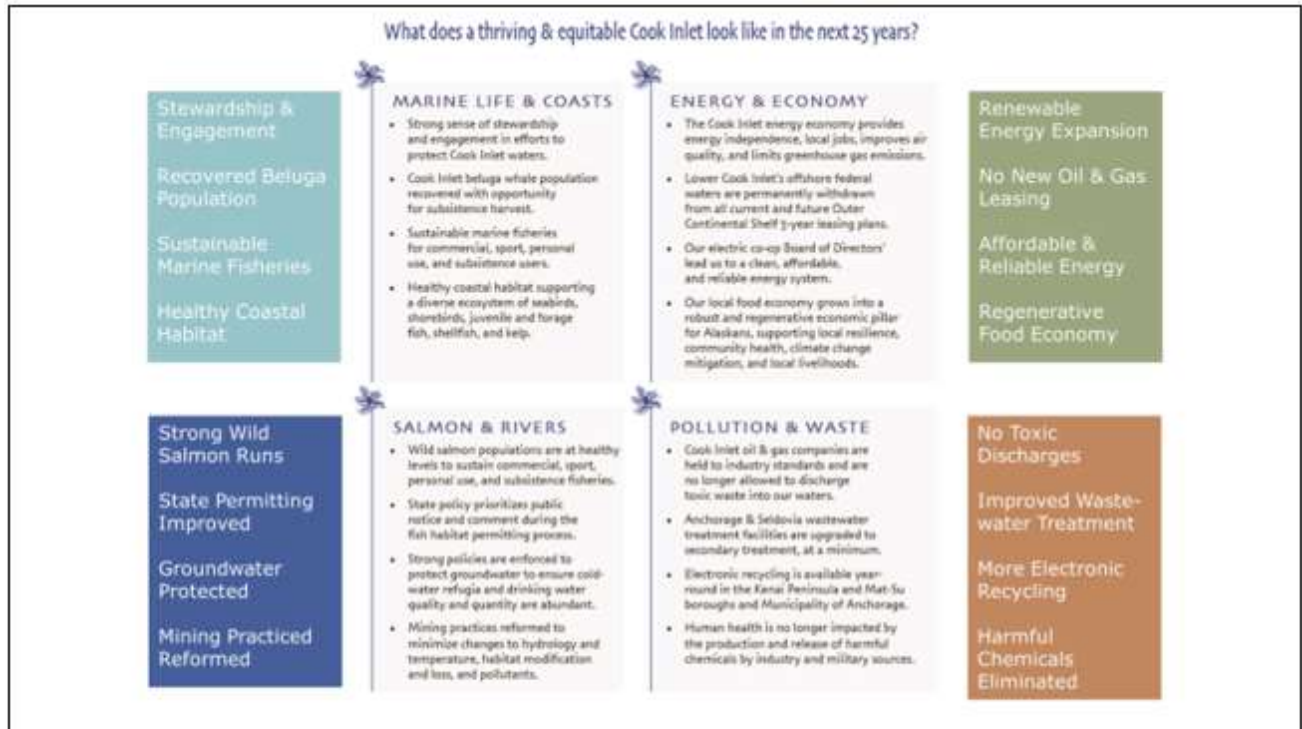 What does a thriving & equitable Cook Inlet look like in the next 25 years?
Stewardship &
Engagement
Recovered Beluga
Population
Sustainable
Marine Fisheries
Healthy Coastal
Habitat
MARINE LIFE & COASTS
• Strong sense of stewardship
and engagement in efforts to
protect Cook Inlet waters.
• Cook Inlet beluga whale population
recovered with opportunity
for subsistence harvest.
• Sustainable marine fisheries
for commercial, sport, personal
use, and subsistence users.
• Healthy coastal habitat supporting
a diverse ecosystem of seabirds,
shorebirds, juvenile and forage
fish, shellfish, and kelp.
ENERGY & ECONOMY
• The Cook Inlet energy economy provides
energy independence, local jobs, improves air
quality, and limits greenhouse gas emissions.
• Lower Cook Inlet's offshore federal
waters are permanently withdrawn
from all current and future Outer
Continental Shelf 5-year leasing plans.
• Our electric co-op Board of Directors'
lead us to a clean, affordable,
and reliable energy system.
• Our local food economy grows into a
robust and regenerative economic pillar
for Alaskans, supporting local resilience,
community health, climate change
mitigation, and local livelihoods.
Renewable
Energy Expansion
No New Oil & Gas
Leasing
Affordable &
Reliable Energy
Regenerative
Food Economy
Strong Wild
Salmon Runs
State Permitting
Improved
Groundwater
Protected
Mining Practiced
Reformed
SALMON & RIVERS
• Wild salmon populations are at healthy
levels to sustain commercial, sport,
personal use, and subsistence fisheries.
• State policy prioritizes public
notice and comment during the
fish habitat permitting process.
• Strong policies are enforced to
protect groundwater to ensure cold-
water refugia and drinking water
quality and quantity are abundant.
• Mining practices reformed to
minimize changes to hydrology and
temperature, habitat modification
and loss, and pollutants.
POLLUTION & WASTE
• Cook Inlet oil & gas companies are
held to industry standards and are
no longer allowed to discharge
toxic waste into our waters.
• Anchorage & Seldovia wastewater
treatment facilities are upgraded to
secondary treatment, at a minimum.
• Electronic recycling is available year-
round in the Kenai Peninsula and Mat-Su
boroughs and Municipality of Anchorage.
• Human health is no longer impacted by
the production and release of harmful
chemicals by industry and military sources.
No Toxic
Discharges
Improved Waste-
water Treatment
More Electronic
Recycling
Harmful
Chemicals
Eliminated